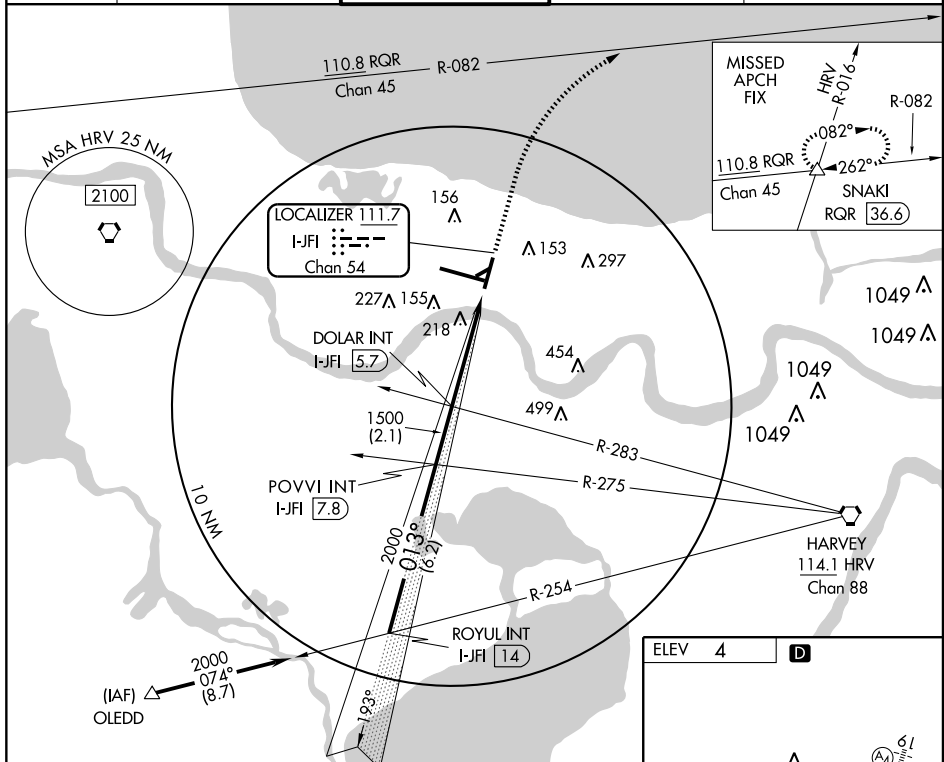 110.8 RQR
Chan 45
R-082
MSA HRV 25 NM
2100
MISSED
APCH
FIX
HRV
R-016
R-082
082°
262°
110.8 RQR
Chan 45
SNAKI
RQR 36.6
LOCALIZER 111.7
I-JFI
Chan 54
156
153
297
227
155
218
1049
1049
1049
1049
454
499
DOLAR INT
I-JFI 5.7
1500
(2.1)
R-283
R-275
POVVI INT
I-JFI 7.8
10 NM
2000
013°
(6.2)
HARVEY
114.1 HRV
Chan 88
R-254
ROYUL INT
I-JFI 14
2000
074°
(8.7)
(IAF)
OLEDD
193°
ELEV 4
D
A4
19